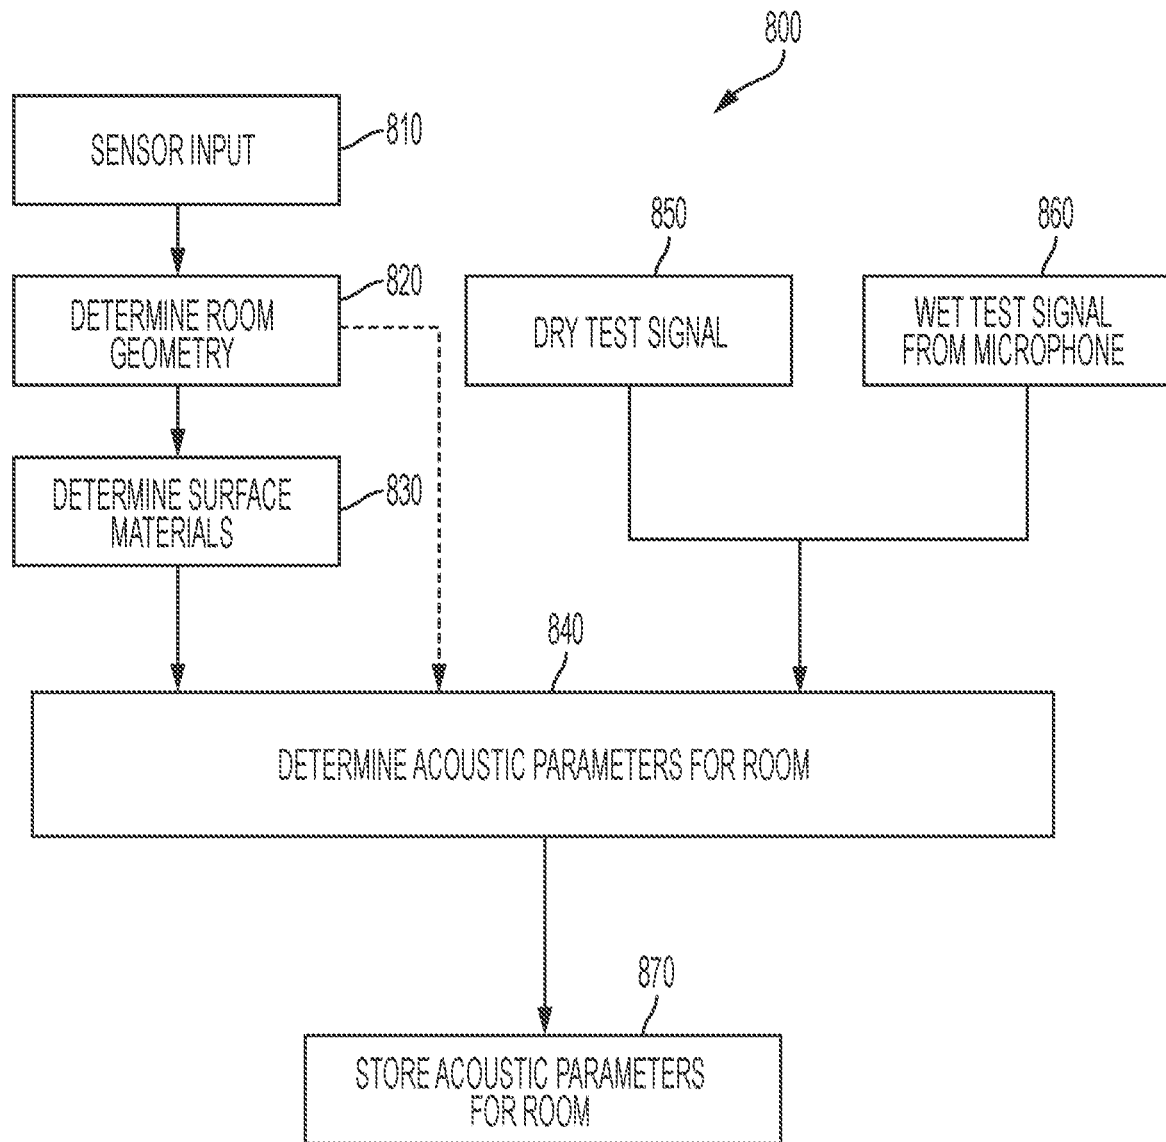 800
SENSOR INPUT
810
850
860
DETERMINE ROOM
GEOMETRY
820
DRY TEST SIGNAL
WET TEST SIGNAL
FROM MICROPHONE
DETERMINE SURFACE
MATERIALS
830
840
DETERMINE ACOUSTIC PARAMETERS FOR ROOM
870
STORE ACOUSTIC PARAMETERS
FOR ROOM